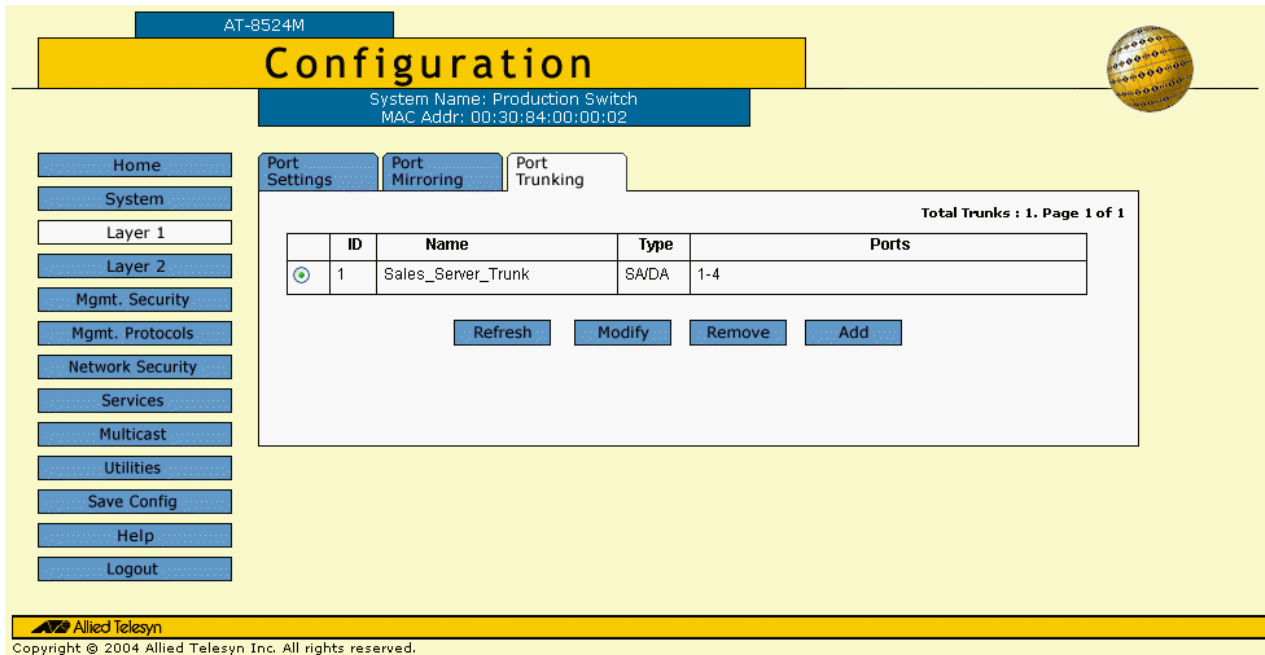 AT-8524M
Configuration
System Name: Production Switch
MAC Addr: 00:30:84:00:00:02
Home
System
Layer 1
Layer 2
Mgmt. Security
Mgmt. Protocols
Network Security
Services
Multicast
Utilities
Save Config
Help
Logout
Port Settings
Port Mirroring
Port Trunking
Total Trunks : 1. Page 1 of 1
ID Name Type Ports
1 Sales_Server_Trunk SA/DA 1-4
Refresh Modify Remove Add
Allied Telesyn
Copyright © 2004 Allied Telesyn Inc. All rights reserved.